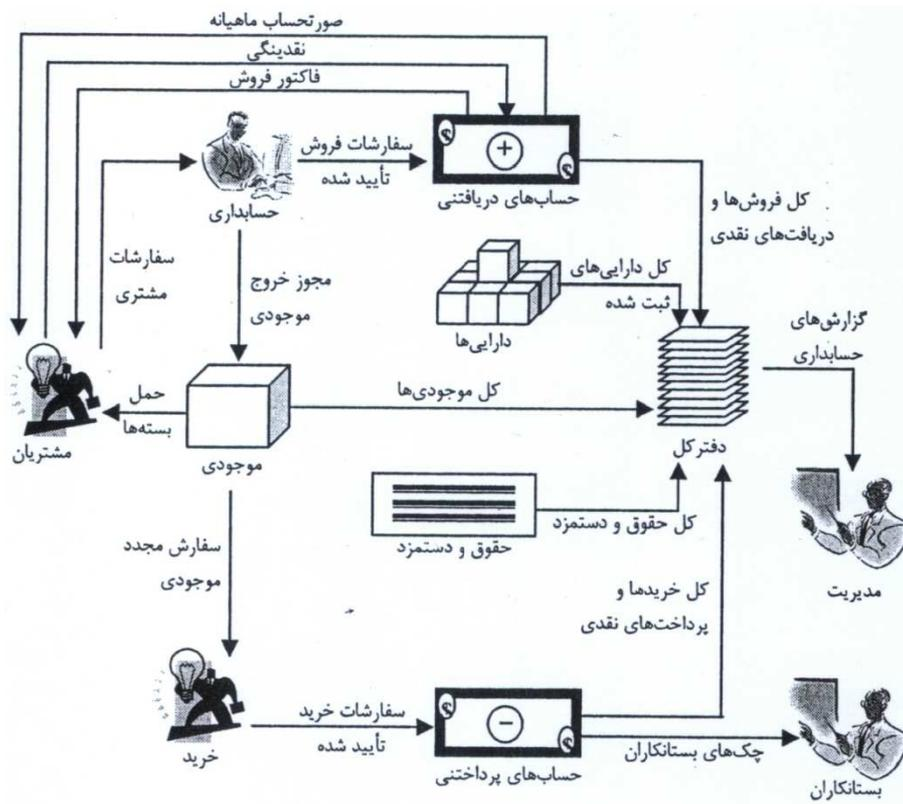 صورتحساب ماهیانه
نقدینگی
فاکتور فروش
سفارشات فروش
تأیید شده
حسابداری
حساب‌های دریافتنی
کل فروش‌ها و
دریافت‌های نقدی
سفارشات
مشتری
مجوز خروج
موجودی
کل دارایی‌های
ثبت شده
دارایی‌ها
گزارش‌های
حسابداری
حمل
بسته‌ها
کل موجودی‌ها
مشتریان
موجودی
دفتر کل
کل حقوق و دستمزد
حقوق و دستمزد
سفارش مجدد
موجودی
کل خریدها و
پرداخت‌های نقدی
مدیریت
سفارشات خرید
تأیید شده
خرید
حساب‌های پرداختنی
چک‌های بستانکاران
بستانکاران